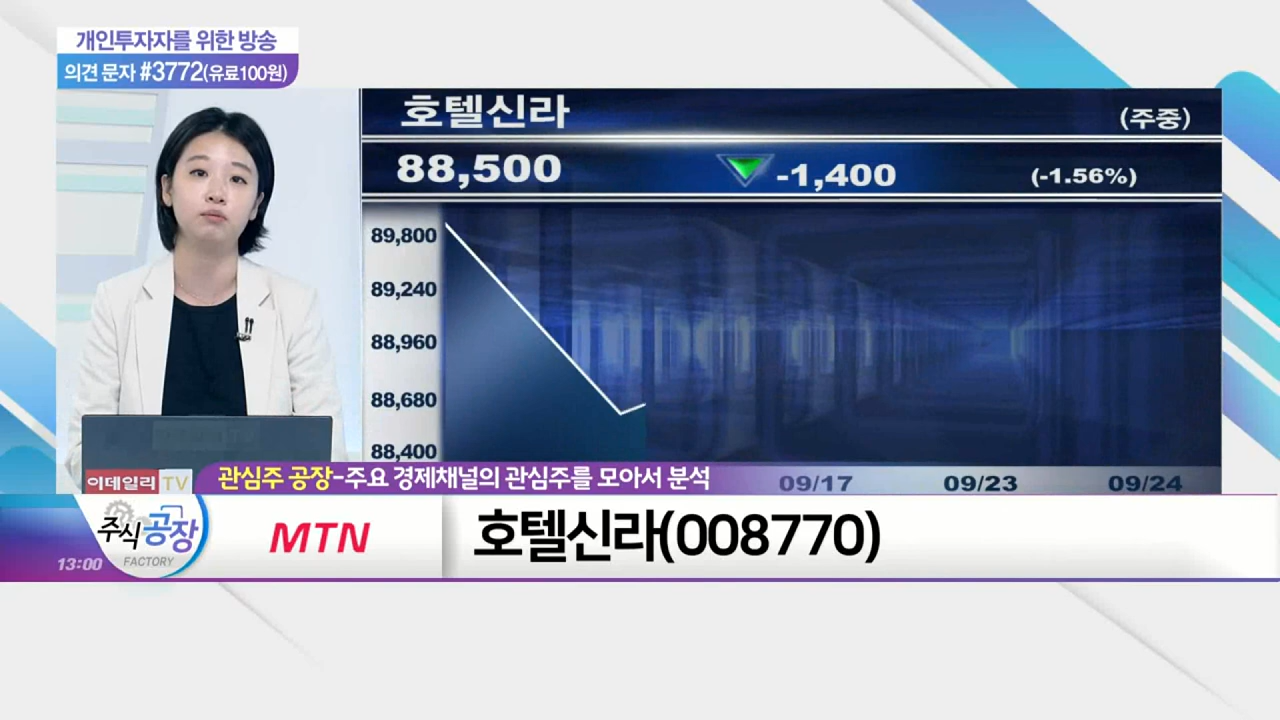 개인투자자를 위한 방송
의견 문자 #3772(유료100원)
호텔신라
(주중)
88,500
-1,400
(-1.56%)
89,800
89,240
88,960
88,680
88,400
09/17
09/23
09/24
이데일리 TV
관심주 공장-주요 경제채널의 관심주를 모아서 분석
주식공장
FACTORY
13:00
MTN
호텔신라(008770)